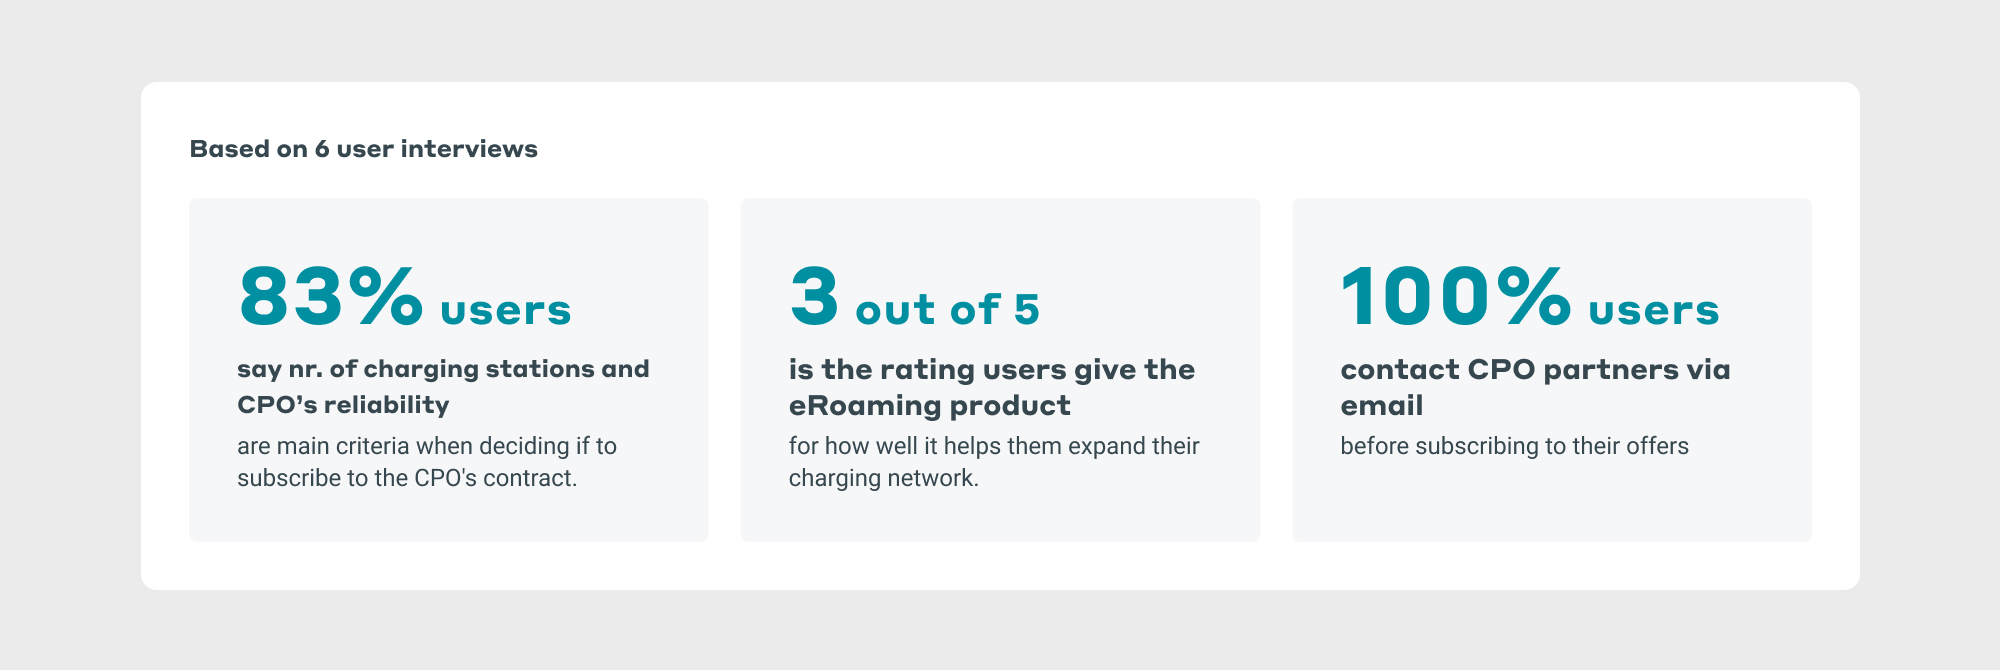 Based on 6 user interviews
83% users
say nr. of charging stations and
CPO’s reliability
are main criteria when deciding if to
subscribe to the CPO's contract.
3 out of 5
is the rating users give the
eRoaming product
for how well it helps them expand their
charging network.
100% users
contact CPO partners via
email
before subscribing to their offers